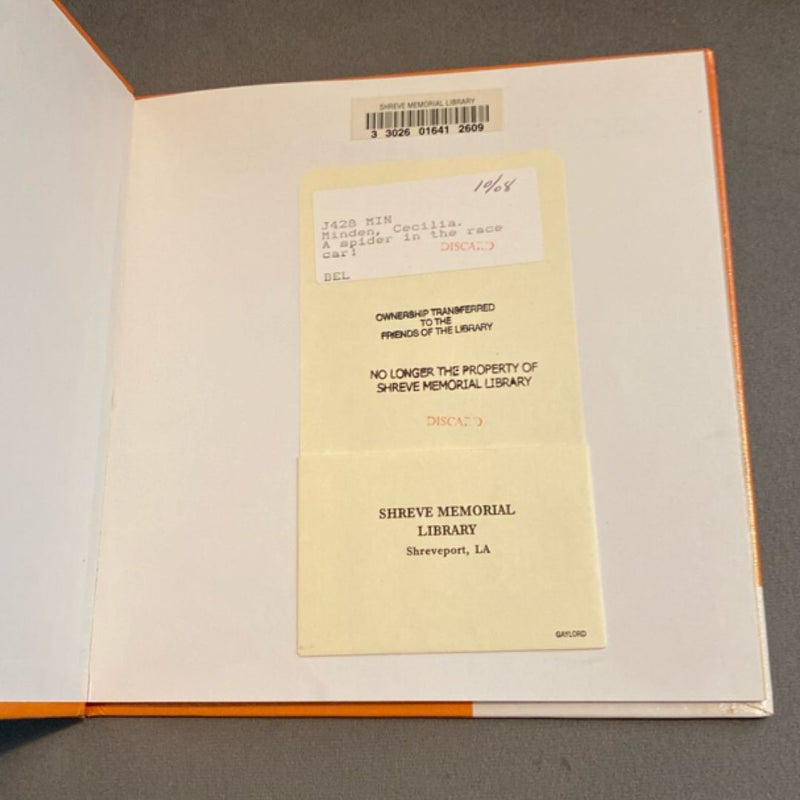 SHREVE MEMORIAL LIBRARY
3 3026 01641 2609
10/08
J428 MIN
Minden, Cecilia.
A spider in the race
car!
DISCARD
BEL
OWNERSHIP TRANSFERRED
TO THE
FRIENDS OF THE LIBRARY
NO LONGER THE PROPERTY OF
SHREVE MEMORIAL LIBRARY
DISCARD
SHREVE MEMORIAL
LIBRARY
Shreveport, LA
GAYLORD